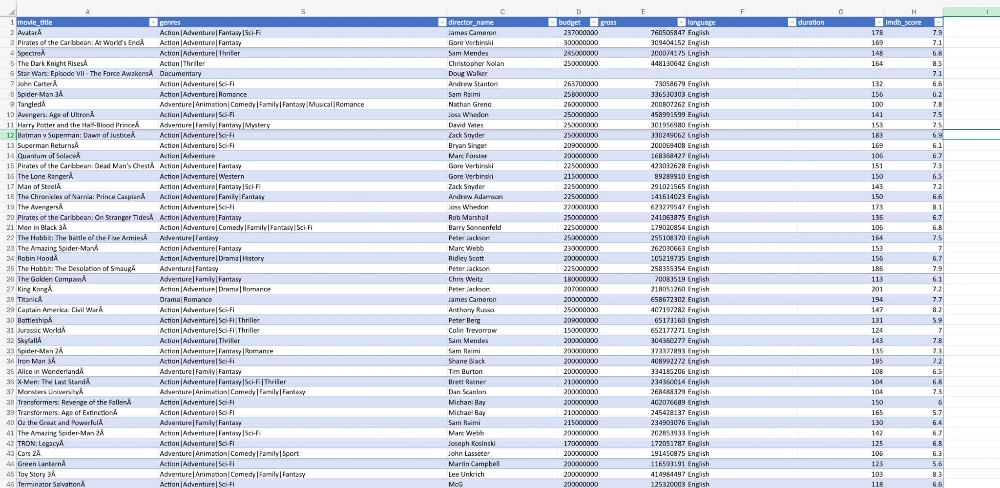 A B C D E F G H I
1 movie_title genres director_name budget gross language duration imdb_score
2 AvatarÂ Action|Adventure|Fantasy|Sci-Fi James Cameron 237000000 760505847 English 178 7.9
3 Pirates of the Caribbean: At World's EndÂ Action|Adventure|Fantasy Gore Verbinski 300000000 309404152 English 169 7.1
4 SpectreÂ Action|Adventure|Thriller Sam Mendes 245000000 200074175 English 148 6.8
5 The Dark Knight RisesÂ Action|Thriller Christopher Nolan 250000000 448130642 English 164 8.5
6 Star Wars: Episode VII - The Force AwakensÂ Documentary Doug Walker 7.1
7 John CarterÂ Action|Adventure|Sci-Fi Andrew Stanton 263700000 73058679 English 132 6.6
8 Spider-Man 3Â Action|Adventure|Romance Sam Raimi 258000000 336530303 English 156 6.2
9 TangledÂ Adventure|Animation|Comedy|Family|Fantasy|Musical|Romance Nathan Greno 260000000 200807262 English 100 7.8
10 Avengers: Age of UltronÂ Action|Adventure|Sci-Fi Joss Whedon 250000000 458991599 English 141 7.5
11 Harry Potter and the Half-Blood PrinceÂ Adventure|Family|Fantasy|Mystery David Yates 250000000 301956980 English 153 7.5
12 Batman v Superman: Dawn of JusticeÂ Action|Adventure|Sci-Fi Zack Snyder 250000000 330249062 English 183 6.9
13 Superman ReturnsÂ Action|Adventure|Sci-Fi Bryan Singer 209000000 200069408 English 169 6.1
14 Quantum of SolaceÂ Action|Adventure Marc Forster 200000000 168368427 English 106 6.7
15 Pirates of the Caribbean: Dead Man's ChestÂ Action|Adventure|Fantasy Gore Verbinski 225000000 423032628 English 151 7.3
16 The Lone RangerÂ Action|Adventure|Western Gore Verbinski 215000000 89289910 English 150 6.5
17 Man of SteelÂ Action|Adventure|Fantasy|Sci-Fi Zack Snyder 225000000 291021565 English 143 7.2
18 The Chronicles of Narnia: Prince CaspianÂ Action|Adventure|Family|Fantasy Andrew Adamson 225000000 141614023 English 150 6.6
19 The AvengersÂ Action|Adventure|Sci-Fi Joss Whedon 220000000 623279547 English 173 8.1
20 Pirates of the Caribbean: On Stranger TidesÂ Action|Adventure|Fantasy Rob Marshall 250000000 241063875 English 136 6.7
21 Men in Black 3Â Action|Adventure|Comedy|Family|Fantasy|Sci-Fi Barry Sonnenfeld 225000000 179020854 English 106 6.8
22 The Hobbit: The Battle of the Five ArmiesÂ Adventure|Fantasy Peter Jackson 250000000 255108370 English 164 7.5
23 The Amazing Spider-ManÂ Action|Adventure|Fantasy Marc Webb 230000000 262030663 English 153 7
24 Robin HoodÂ Action|Adventure|Drama|History Ridley Scott 200000000 105219735 English 156 6.7
25 The Hobbit: The Desolation of SmaugÂ Adventure|Fantasy Peter Jackson 225000000 258355354 English 186 7.9
26 The Golden CompassÂ Adventure|Family|Fantasy Chris Weitz 180000000 70083519 English 113 6.1
27 King KongÂ Action|Adventure|Drama|Romance Peter Jackson 207000000 218051260 English 201 7.2
28 TitanicÂ Drama|Romance James Cameron 200000000 658672302 English 194 7.7
29 Captain America: Civil WarÂ Action|Adventure|Sci-Fi Anthony Russo 250000000 407197282 English 147 8.2
30 BattleshipÂ Action|Adventure|Sci-Fi|Thriller Peter Berg 209000000 65173160 English 131 5.9
31 Jurassic WorldÂ Action|Adventure|Sci-Fi|Thriller Colin Trevorrow 150000000 652177271 English 124 7
32 SkyfallÂ Action|Adventure|Thriller Sam Mendes 200000000 304360277 English 143 7.8
33 Spider-Man 2Â Action|Adventure|Fantasy|Romance Sam Raimi 200000000 373377893 English 135 7.3
34 Iron Man 3Â Action|Adventure|Sci-Fi Shane Black 200000000 408992272 English 195 7.2
35 Alice in WonderlandÂ Adventure|Family|Fantasy Tim Burton 200000000 334185206 English 108 6.5
36 X-Men: The Last StandÂ Action|Adventure|Fantasy|Sci-Fi|Thriller Brett Ratner 210000000 234360014 English 104 6.8
37 Monsters UniversityÂ Adventure|Animation|Comedy|Family|Fantasy Dan Scanlon 200000000 268488329 English 104 7.3
38 Transformers: Revenge of the FallenÂ Action|Adventure|Sci-Fi Michael Bay 200000000 402076689 English 150 6
39 Transformers: Age of ExtinctionÂ Action|Adventure|Sci-Fi Michael Bay 210000000 245428137 English 165 5.7
40 Oz the Great and PowerfulÂ Adventure|Family|Fantasy Sam Raimi 215000000 234903076 English 130 6.4
41 The Amazing Spider-Man 2Â Action|Adventure|Fantasy|Sci-Fi Marc Webb 200000000 202853933 English 142 6.7
42 TRON: LegacyÂ Action|Adventure|Sci-Fi Joseph Kosinski 170000000 172051787 English 125 6.8
43 Cars 2Â Adventure|Animation|Comedy|Family|Sport John Lasseter 200000000 191450875 English 106 6.3
44 Green LanternÂ Action|Adventure|Sci-Fi Martin Campbell 200000000 116593191 English 123 5.6
45 Toy Story 3Â Adventure|Animation|Comedy|Family|Fantasy Lee Unkrich 200000000 414984497 English 103 8.3
46 Terminator SalvationÂ Action|Adventure|Sci-Fi McG 200000000 125320003 English 118 6.6